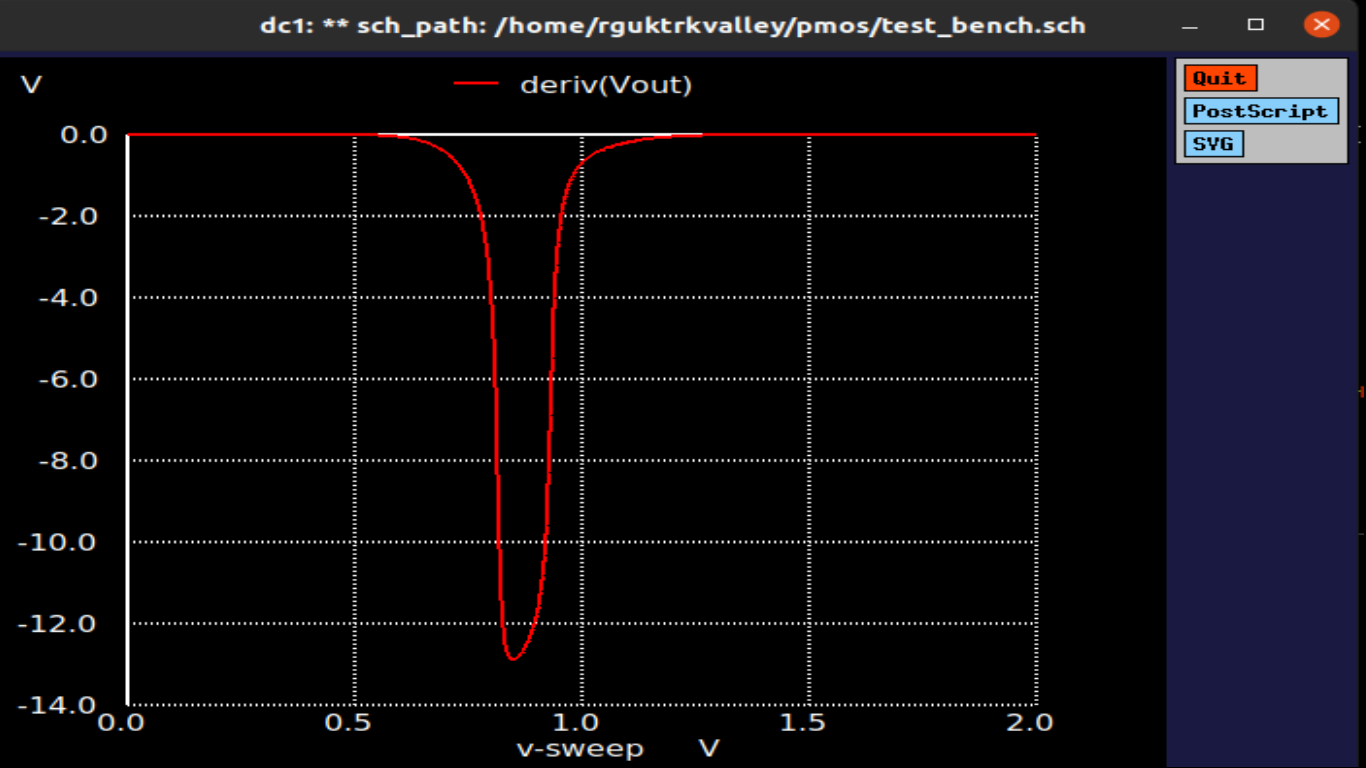 dc1: ** sch_path: /home/rguktrkvalley/pmos/test_bench.sch
Quit
PostScript
SVG
V
deriv(Vout)
0.0
-2.0
-4.0
-6.0
-8.0
-10.0
-12.0
-14.0
0.0 0.5 1.0 1.5 2.0
v-sweep V